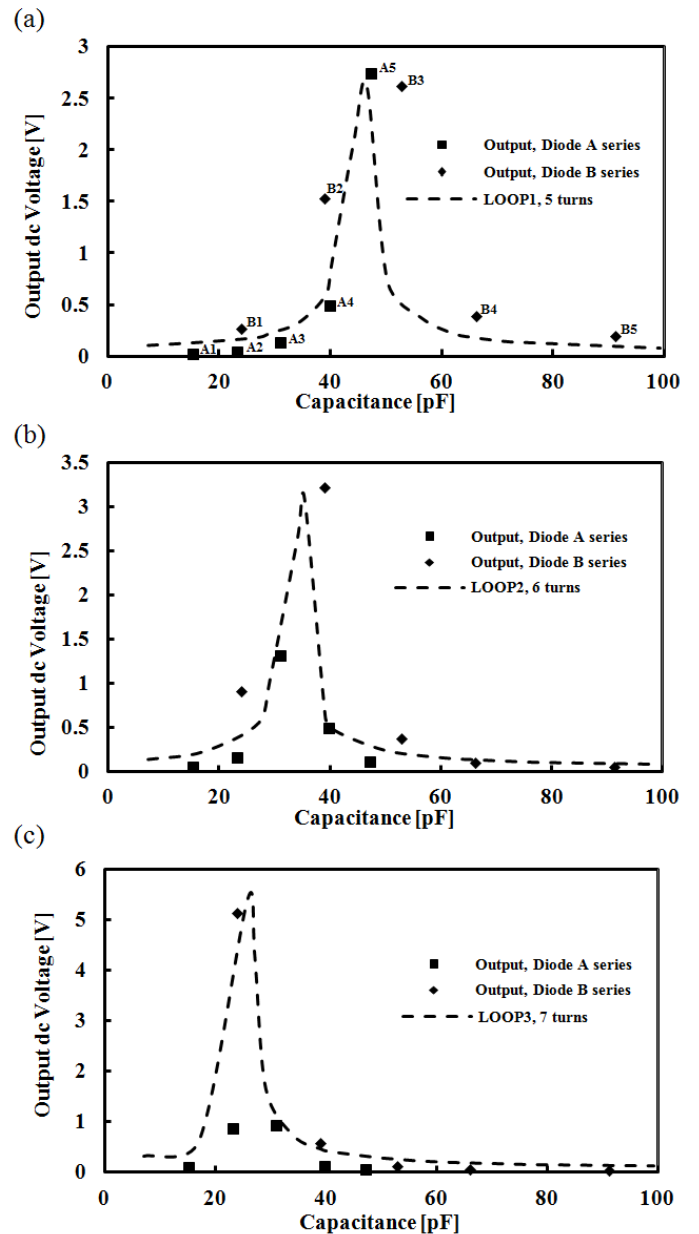 (a)
3
2.5
2
1.5
1
0.5
0
Output dc Voltage [V]
A5
B3
B2
A4
B4
B1
B5
A1
A2
A3
Output, Diode A series
Output, Diode B series
LOOP1, 5 turns
0 20 40 60 80 100
Capacitance [pF]
(b)
3.5
3
2.5
2
1.5
1
0.5
0
Output dc Voltage [V]
Output, Diode A series
Output, Diode B series
LOOP2, 6 turns
0 20 40 60 80 100
Capacitance [pF]
(c)
6
5
4
3
2
1
0
Output dc Voltage [V]
Output, Diode A series
Output, Diode B series
LOOP3, 7 turns
0 20 40 60 80 100
Capacitance [pF]